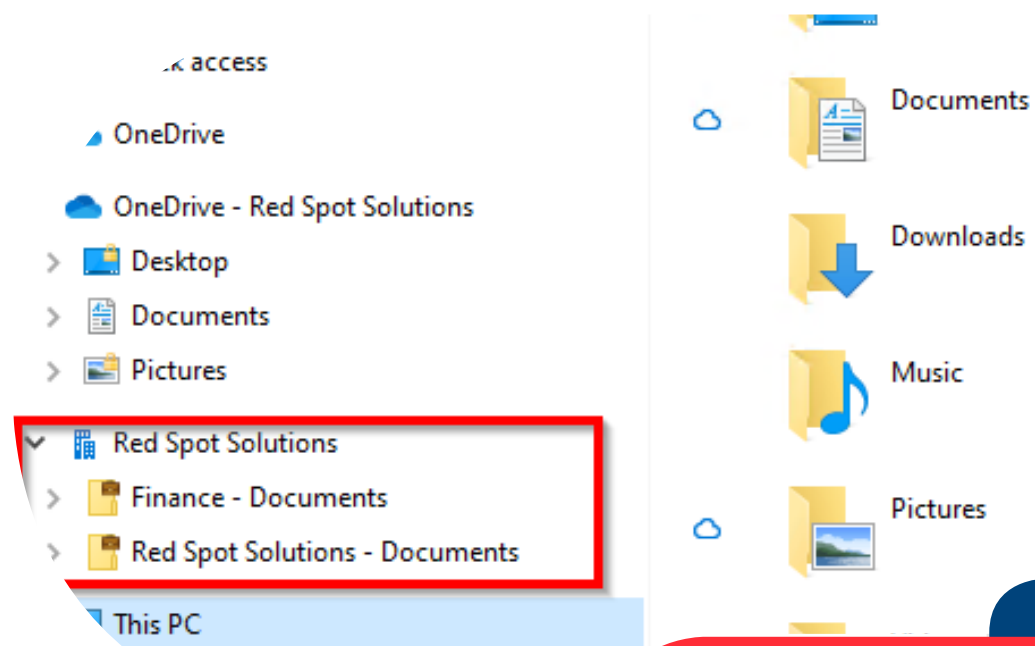 access
OneDrive
OneDrive - Red Spot Solutions
Desktop
Documents
Pictures
Red Spot Solutions
Finance - Documents
Red Spot Solutions - Documents
This PC
Documents
Downloads
Music
Pictures